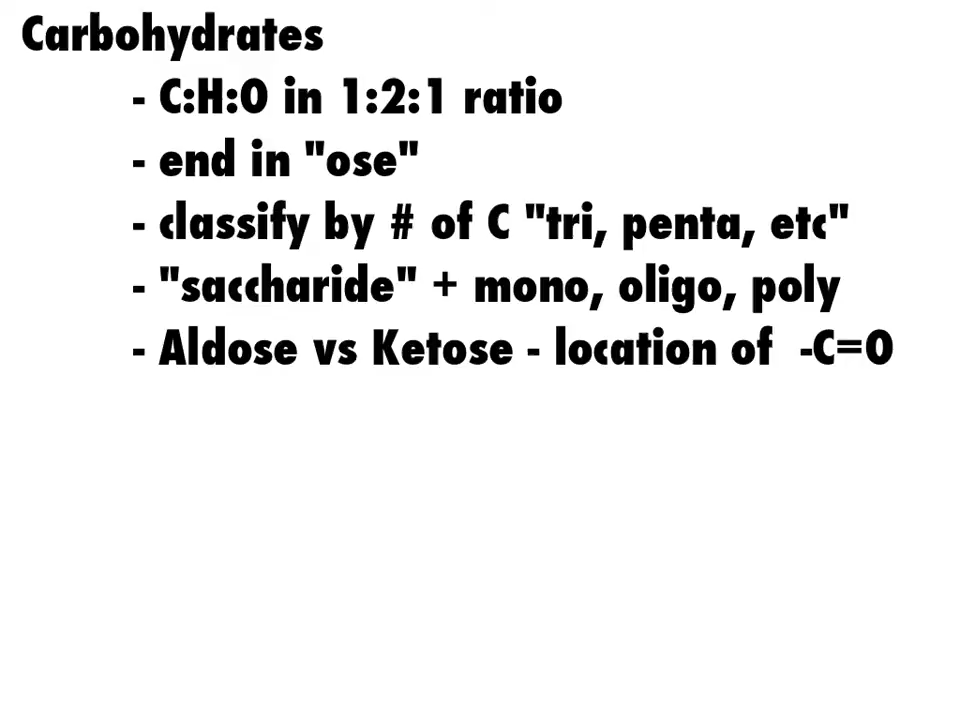 Carbohydrates
- C:H:O in 1:2:1 ratio
- end in "ose"
- classify by # of C "tri, penta, etc"
- "saccharide" + mono, oligo, poly
- Aldose vs Ketose - location of -C=O